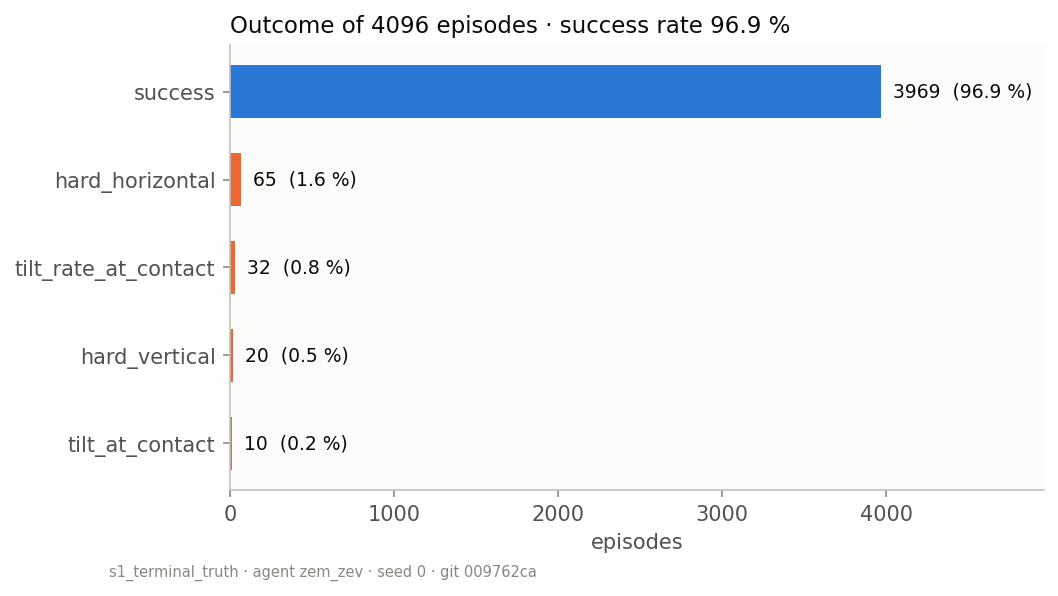 Outcome of 4096 episodes · success rate 96.9 %
success
3969 (96.9 %)
hard_horizontal
65 (1.6 %)
tilt_rate_at_contact
32 (0.8 %)
hard_vertical
20 (0.5 %)
tilt_at_contact
10 (0.2 %)
0 1000 2000 3000 4000
episodes
s1_terminal_truth · agent zem_zev · seed 0 · git 009762ca